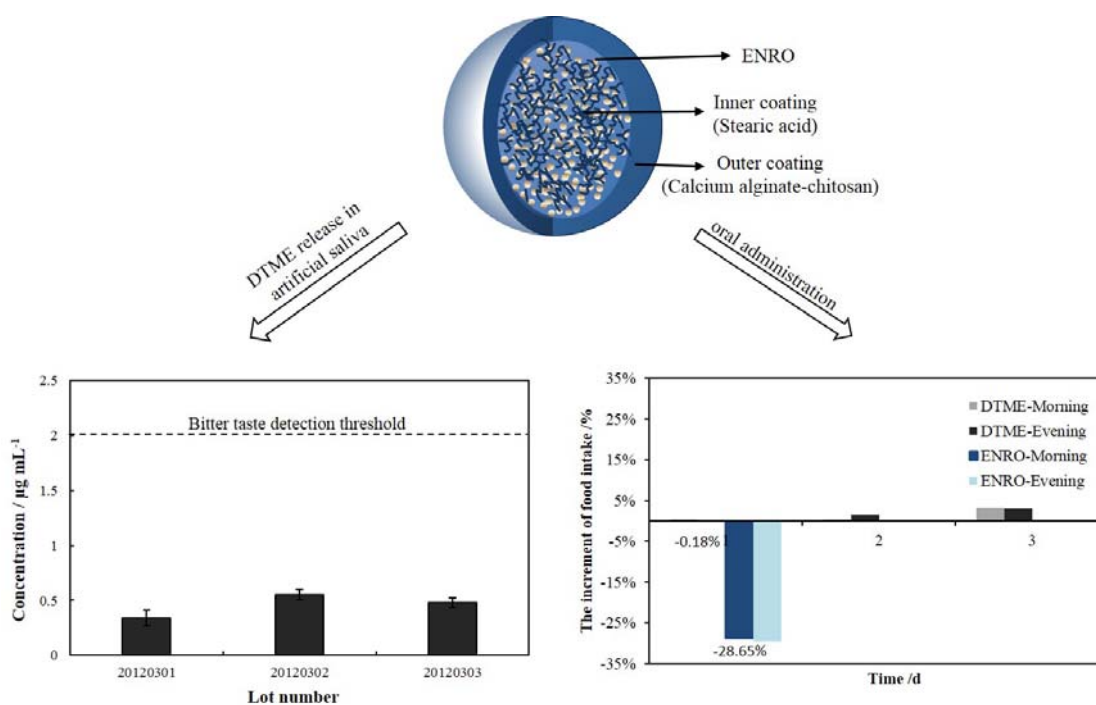 ENRO
Inner coating
(Stearic acid)
Outer coating
(Calcium alginate-chitosan)
DTME release in
artificial saliva
oral administration
2.5
2
1
0.5
0
Concentration / µg mL⁻¹
Bitter taste detection threshold
20120301
20120302
20120303
Lot number
35%
25%
15%
5%
-5%
-15%
-25%
-35%
The increment of food intake /%
DTME-Morning
DTME-Evening
ENRO-Morning
ENRO-Evening
-0.18%
1
2
3
-28.65%
Time /d